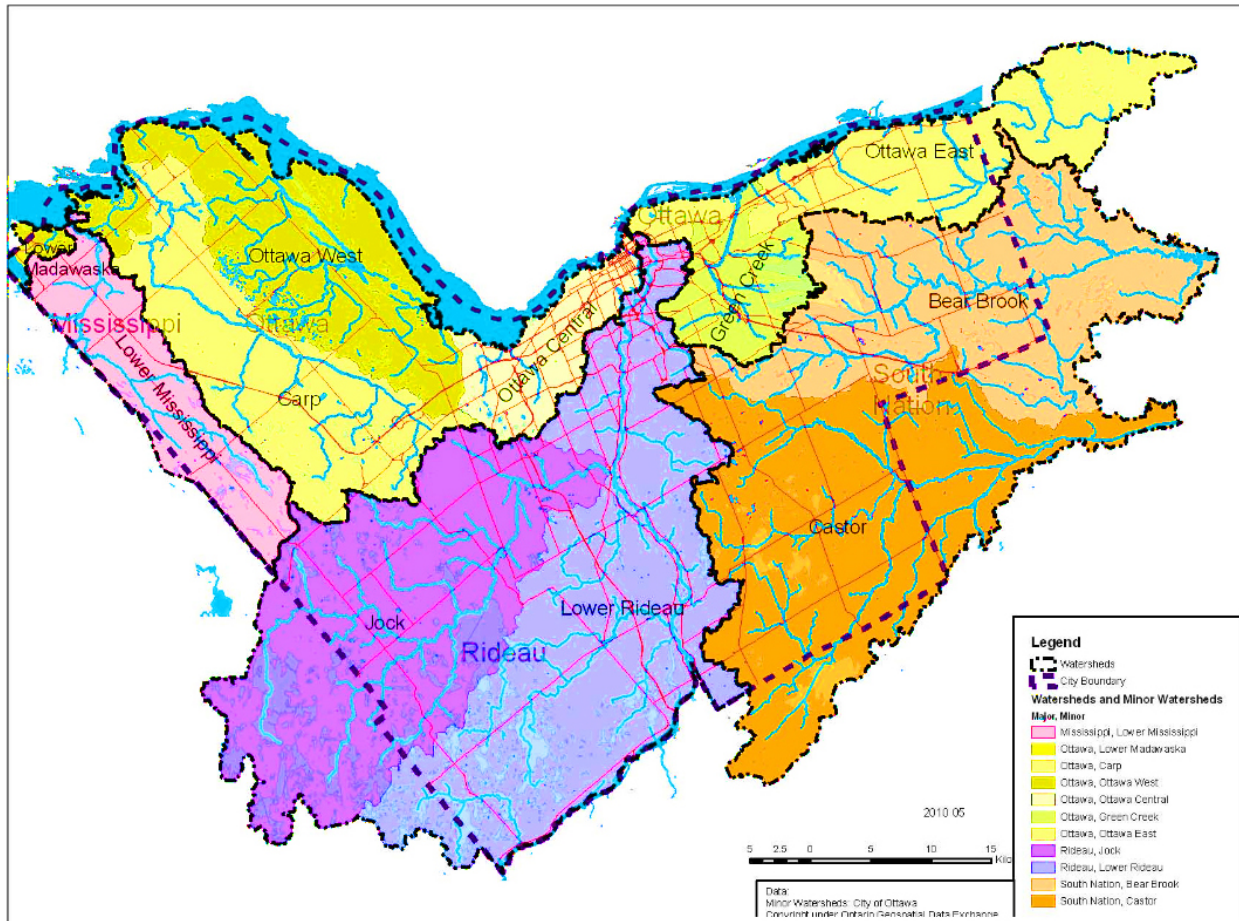 Ottawa East
Ottawa
Lower
Madawaska
Ottawa West
Green Creek
Bear Brook
Mississippi
Ottawa
Ottawa Central
Lower Mississippi
Carp
South
Nation
Castor
Lower Rideau
Jock
Rideau
2010 05
5 2.5 0 5 10 15
Kilo
Legend
Watersheds
City Boundary
Watersheds and Minor Watersheds
Major, Minor
Mississippi, Lower Mississippi
Ottawa, Lower Madawaska
Ottawa, Carp
Ottawa, Ottawa West
Ottawa, Ottawa Central
Ottawa, Green Creek
Ottawa, Ottawa East
Rideau, Jock
Rideau, Lower Rideau
South Nation, Bear Brook
South Nation, Castor
Data:
Minor Watersheds: City of Ottawa
Copyright under Ontario Geospatial Data Exchange